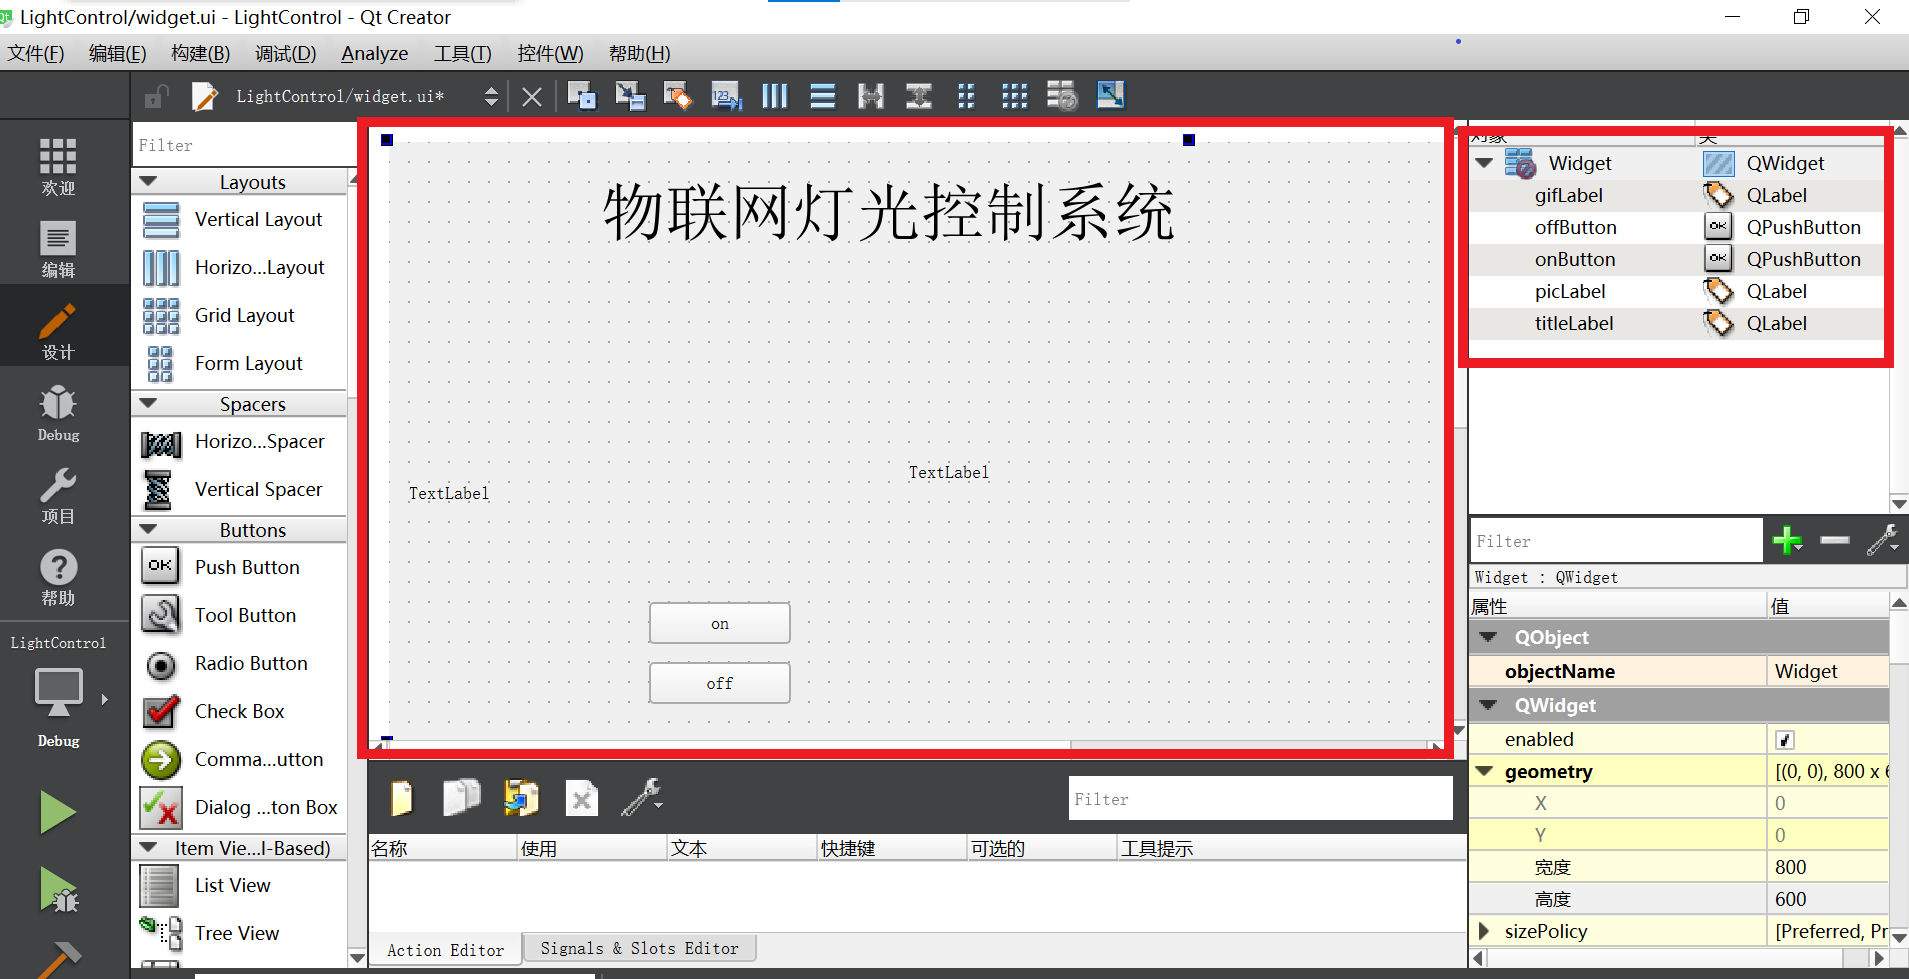 LightControl/widget.ui - LightControl - Qt Creator
文件(F) 编辑(E) 构建(B) 调试(D) Analyze 工具(T) 控件(W) 帮助(H)
LightControl/widget.ui*
欢迎
编辑
设计
Debug
项目
帮助
LightControl
Debug
Filter
Layouts
Vertical Layout
Horizo...Layout
Grid Layout
Form Layout
Spacers
Horizo...Spacer
Vertical Spacer
Buttons
OK Push Button
Tool Button
Radio Button
Check Box
Comma...utton
Dialog ...ton Box
Item Vie...l-Based)
List View
Tree View
物联网灯光控制系统
TextLabel
TextLabel
on
off
Filter
名称 使用 文本 快捷键 可选的 工具提示
Action Editor Signals & Slots Editor
对象 类
Widget QWidget
gifLabel QLabel
offButton OK QPushButton
onButton OK QPushButton
picLabel QLabel
titleLabel QLabel
Filter
Widget : QWidget
属性 值
QObject
objectName Widget
QWidget
enabled
geometry [(0, 0), 800 x 6
X 0
Y 0
宽度 800
高度 600
sizePolicy [Preferred, Pr